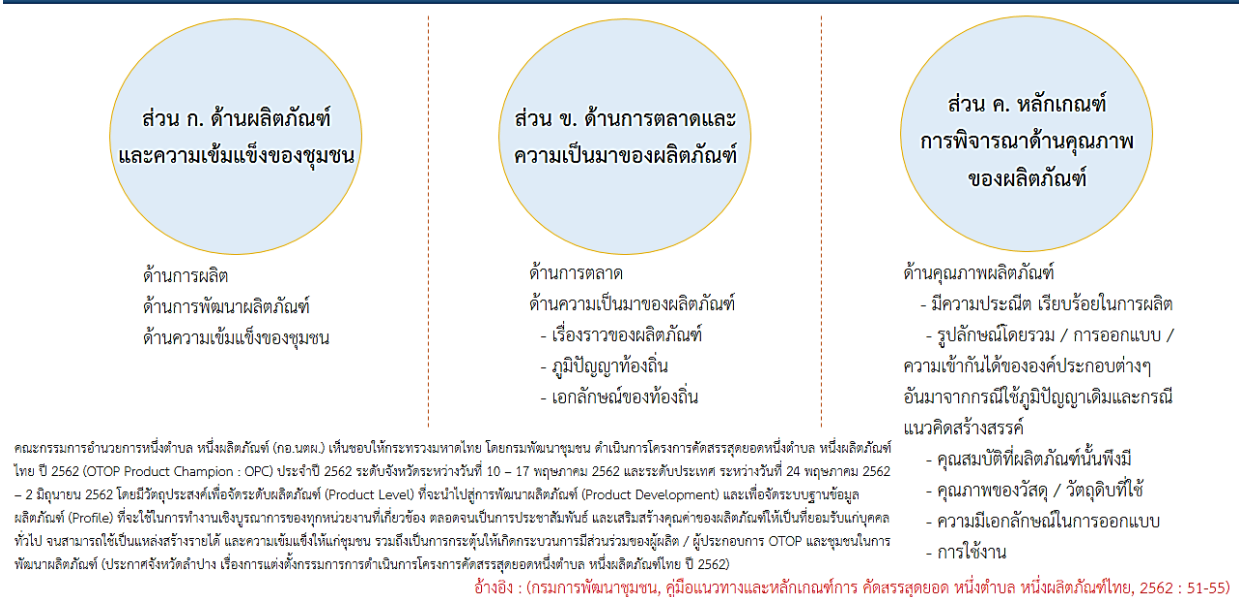 ส่วน ก. ด้านผลิตภัณฑ์
และความเข้มแข็งของชุมชน
ด้านการผลิต
ด้านการพัฒนาผลิตภัณฑ์
ด้านความเข้มแข็งของชุมชน
ส่วน ข. ด้านการตลาดและ
ความเป็นมาของผลิตภัณฑ์
ด้านการตลาด
ด้านความเป็นมาของผลิตภัณฑ์
- เรื่องราวของผลิตภัณฑ์
- ภูมิปัญญาท้องถิ่น
- เอกลักษณ์ของท้องถิ่น
ส่วน ค. หลักเกณฑ์
การพิจารณาด้านคุณภาพ
ของผลิตภัณฑ์
ด้านคุณภาพผลิตภัณฑ์
- มีความประณีต เรียบร้อยในการผลิต
- รูปลักษณ์โดยรวม / การออกแบบ /
ความเข้ากันได้ขององค์ประกอบต่างๆ
อันมาจากกรณีใช้ภูมิปัญญาเดิมและกรณี
แนวคิดสร้างสรรค์
- คุณสมบัติที่ผลิตภัณฑ์นั้นพึงมี
- คุณภาพของวัสดุ / วัตถุดิบที่ใช้
- ความมีเอกลักษณ์ในการออกแบบ
- การใช้งาน
คณะกรรมการอำนวยการหนึ่งตำบล หนึ่งผลิตภัณฑ์ (กอ.นตผ.) เห็นชอบให้กระทรวงมหาดไทย โดยกรมพัฒนาชุมชน ดำเนินการโครงการคัดสรรสุดยอดหนึ่งตำบล หนึ่งผลิตภัณฑ์
ไทย ปี 2562 (OTOP Product Champion : OPC) ประจำปี 2562 ระดับจังหวัดระหว่างวันที่ 10 – 17 พฤษภาคม 2562 และระดับประเทศ ระหว่างวันที่ 24 พฤษภาคม 2562
– 2 มิถุนายน 2562 โดยมีวัตถุประสงค์เพื่อจัดระดับผลิตภัณฑ์ (Product Level) ที่จะนำไปสู่การพัฒนาผลิตภัณฑ์ (Product Development) และเพื่อจัดระบบฐานข้อมูล
ผลิตภัณฑ์ (Profile) ที่จะใช้ในการทำงานเชิงบูรณาการของทุกหน่วยงานที่เกี่ยวข้อง ตลอดจนเป็นการประชาสัมพันธ์ และเสริมสร้างคุณค่าของผลิตภัณฑ์ให้เป็นที่ยอมรับแก่บุคคล
ทั่วไป จนสามารถใช้เป็นแหล่งสร้างรายได้ และความเข้มแข็งให้แก่ชุมชน รวมถึงเป็นการกระตุ้นให้เกิดกระบวนการมีส่วนร่วมของผู้ผลิต / ผู้ประกอบการ OTOP และชุมชนในการ
พัฒนาผลิตภัณฑ์ (ประกาศจังหวัดลำปาง เรื่องการแต่งตั้งกรรมการการดำเนินการโครงการคัดสรรสุดยอดหนึ่งตำบล หนึ่งผลิตภัณฑ์ไทย ปี 2562)
อ้างอิง : (กรมการพัฒนาชุมชน, คู่มือแนวทางและหลักเกณฑ์การ คัดสรรสุดยอด หนึ่งตำบล หนึ่งผลิตภัณฑ์ไทย, 2562 : 51-55)